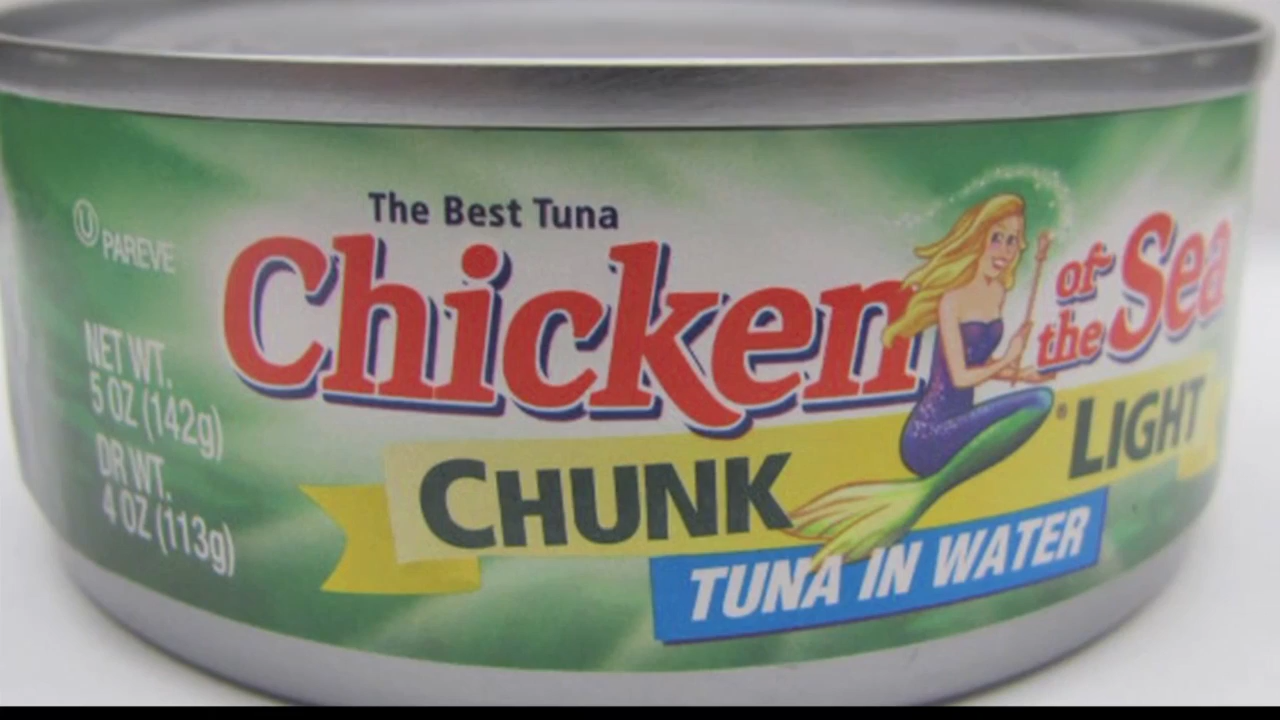 The Best Tuna
Chicken of the Sea®
CHUNK LIGHT
TUNA IN WATER
U PAREVE
NET WT.
5 OZ (142g)
DR WT.
4 OZ (113g)